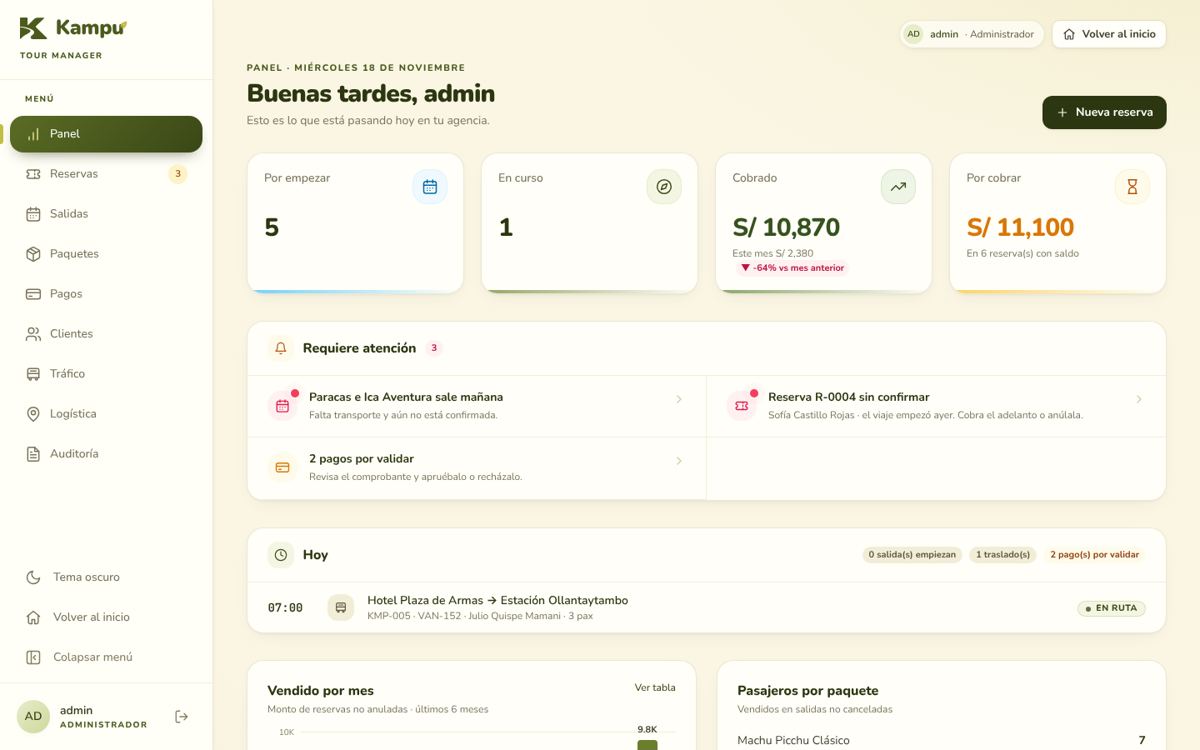 Kampu
TOUR MANAGER
MENÚ
Panel
Reservas 3
Salidas
Paquetes
Pagos
Clientes
Tráfico
Logística
Auditoría
Tema oscuro
Volver al inicio
Colapsar menú
AD admin
ADMINISTRADOR
AD admin · Administrador
Volver al inicio
PANEL · MIÉRCOLES 18 DE NOVIEMBRE
Buenas tardes, admin
Esto es lo que está pasando hoy en tu agencia.
+ Nueva reserva
Por empezar
5
En curso
1
Cobrado
S/ 10,870
Este mes S/ 2,380
▼ -64% vs mes anterior
Por cobrar
S/ 11,100
En 6 reserva(s) con saldo
Requiere atención 3
Paracas e Ica Aventura sale mañana
Falta transporte y aún no está confirmada.
Reserva R-0004 sin confirmar
Sofía Castillo Rojas · el viaje empezó ayer. Cobra el adelanto o anúlala.
2 pagos por validar
Revisa el comprobante y apruébalo o recházalo.
Hoy
0 salida(s) empiezan
1 traslado(s)
2 pago(s) por validar
07:00
Hotel Plaza de Armas → Estación Ollantaytambo
KMP-005 · VAN-152 · Julio Quispe Mamani · 3 pax
EN RUTA
Vendido por mes
Ver tabla
Monto de reservas no anuladas · últimos 6 meses
10K
9.8K
Pasajeros por paquete
Vendidos en salidas no canceladas
Machu Picchu Clásico 7